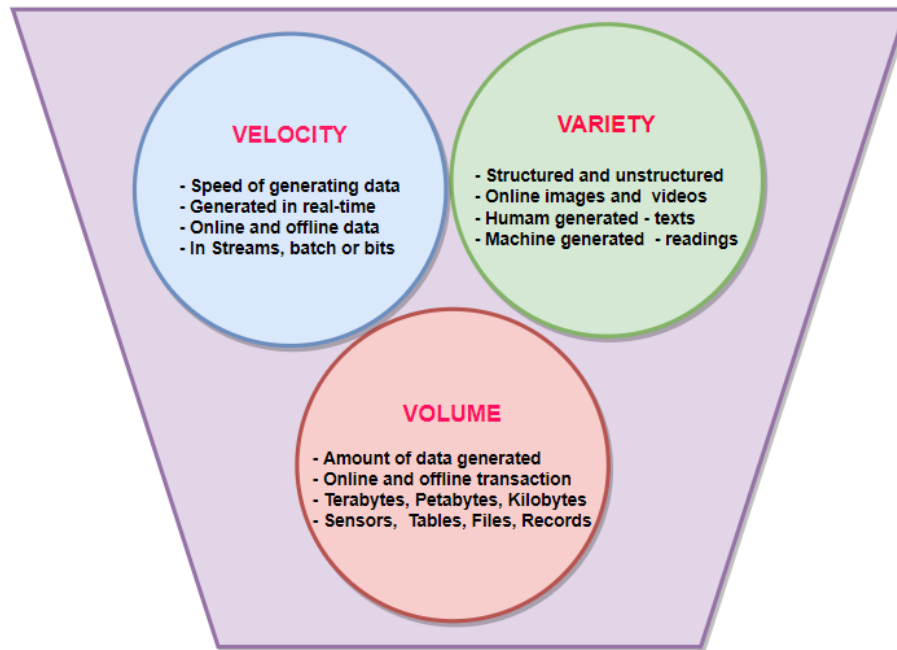 VELOCITY
- Speed of generating data
- Generated in real-time
- Online and offline data
- In Streams, batch or bits
VARIETY
- Structured and unstructured
- Online images and videos
- Humam generated - texts
- Machine generated - readings
VOLUME
- Amount of data generated
- Online and offline transaction
- Terabytes, Petabytes, Kilobytes
- Sensors, Tables, Files, Records